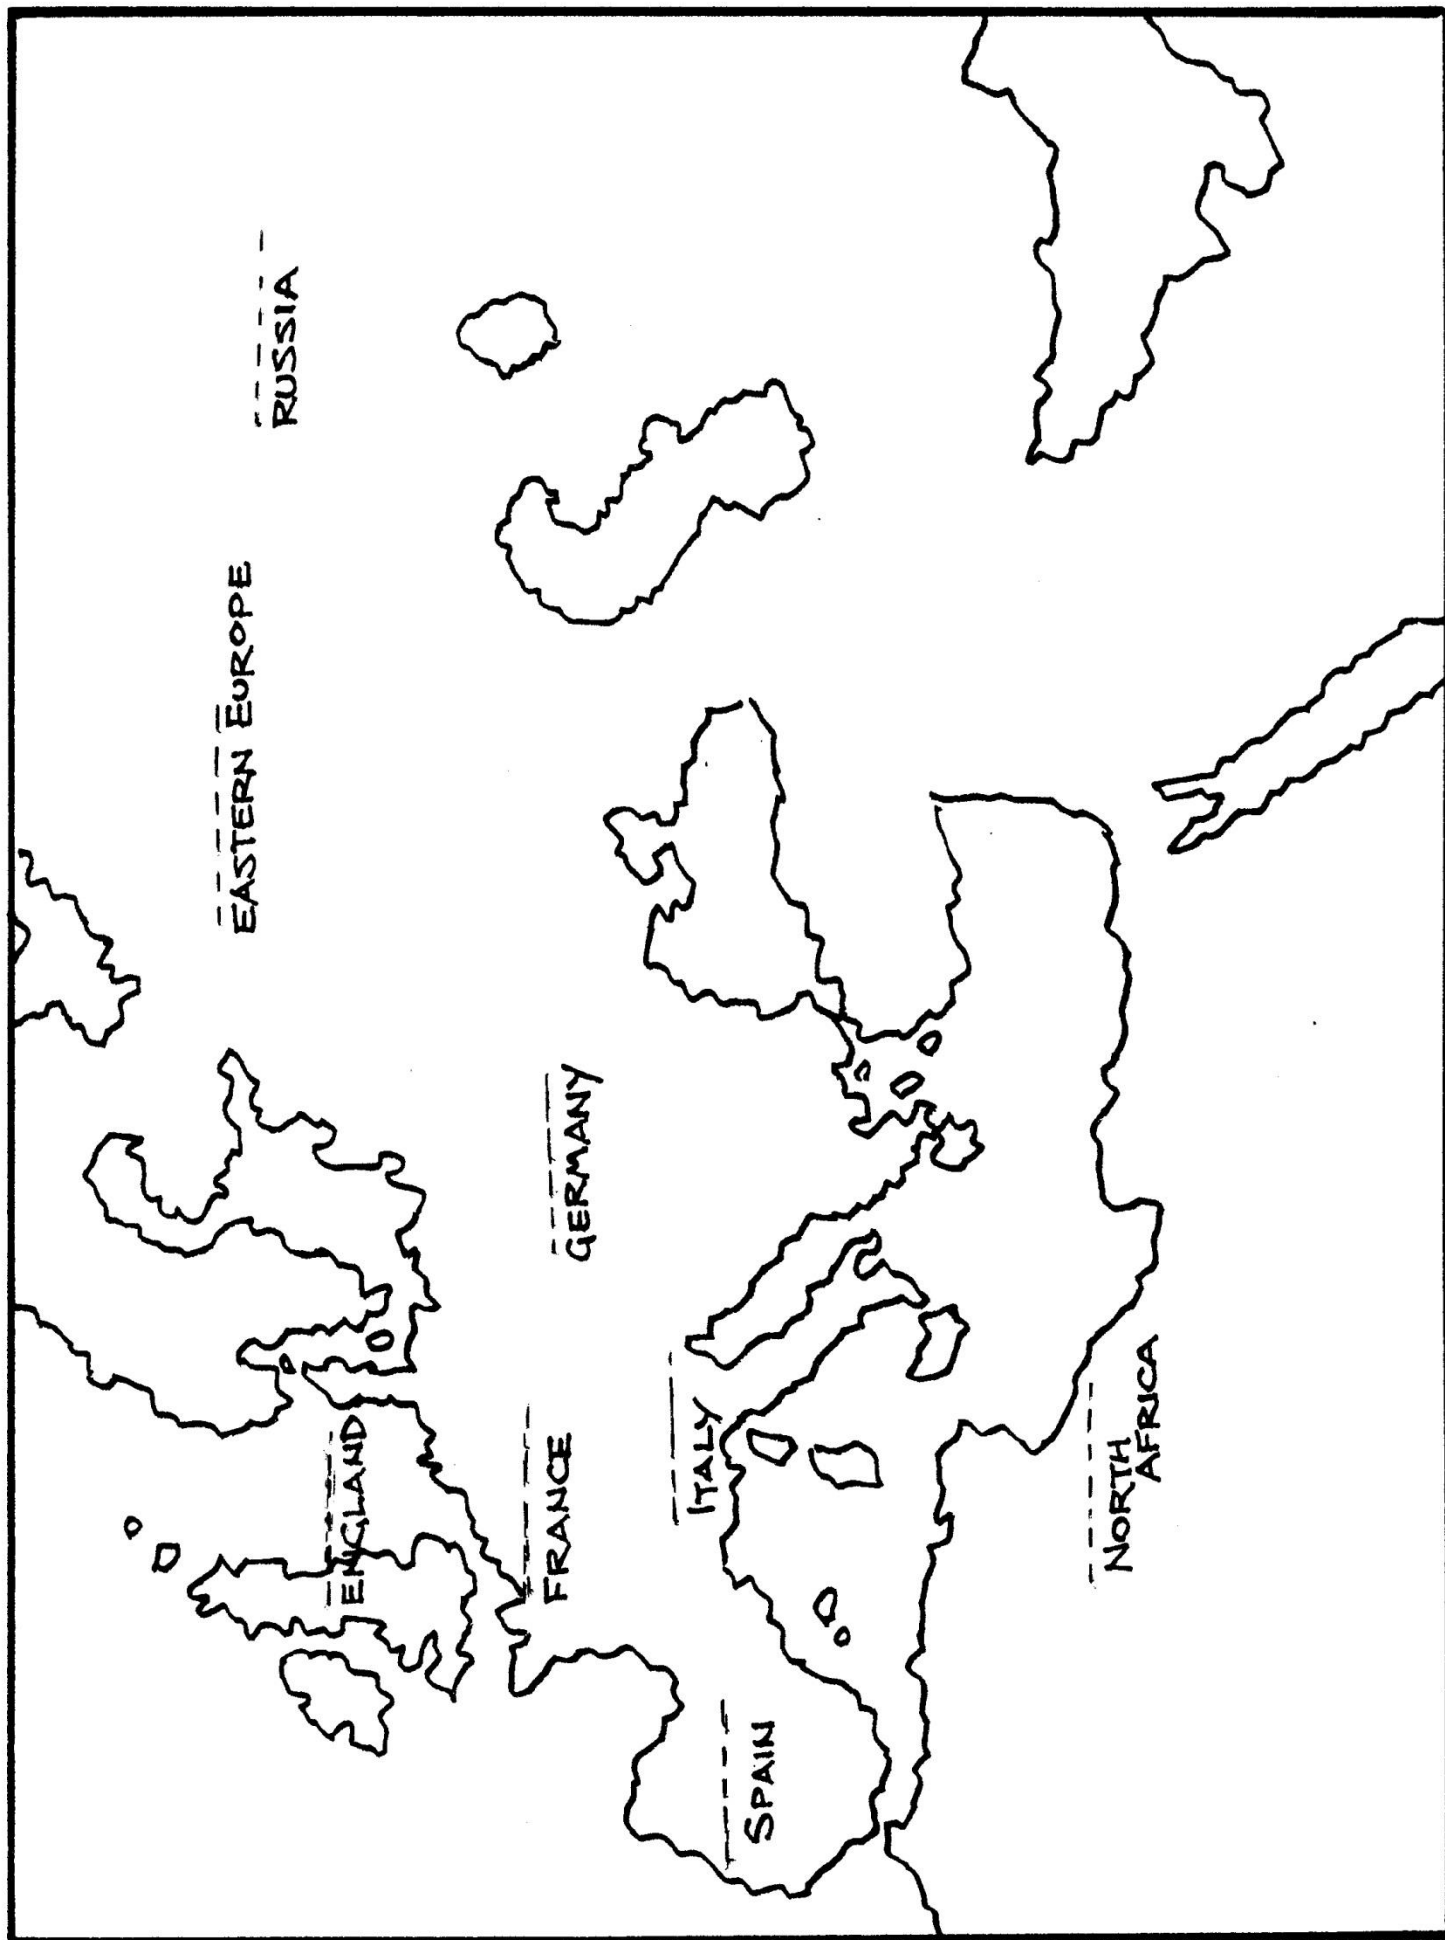 RUSSIA
EASTERN EUROPE
ENGLAND
GERMANY
FRANCE
ITALY
SPAIN
NORTH
AFRICA